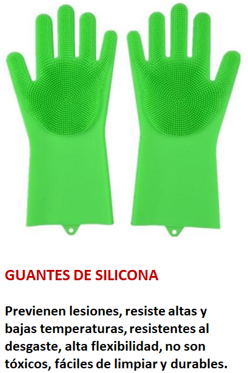 GUANTES DE SILICONA
Previenen lesiones, resiste altas y
bajas temperaturas, resistentes al
desgaste, alta flexibilidad, no son
tóxicos, fáciles de limpiar y durables.